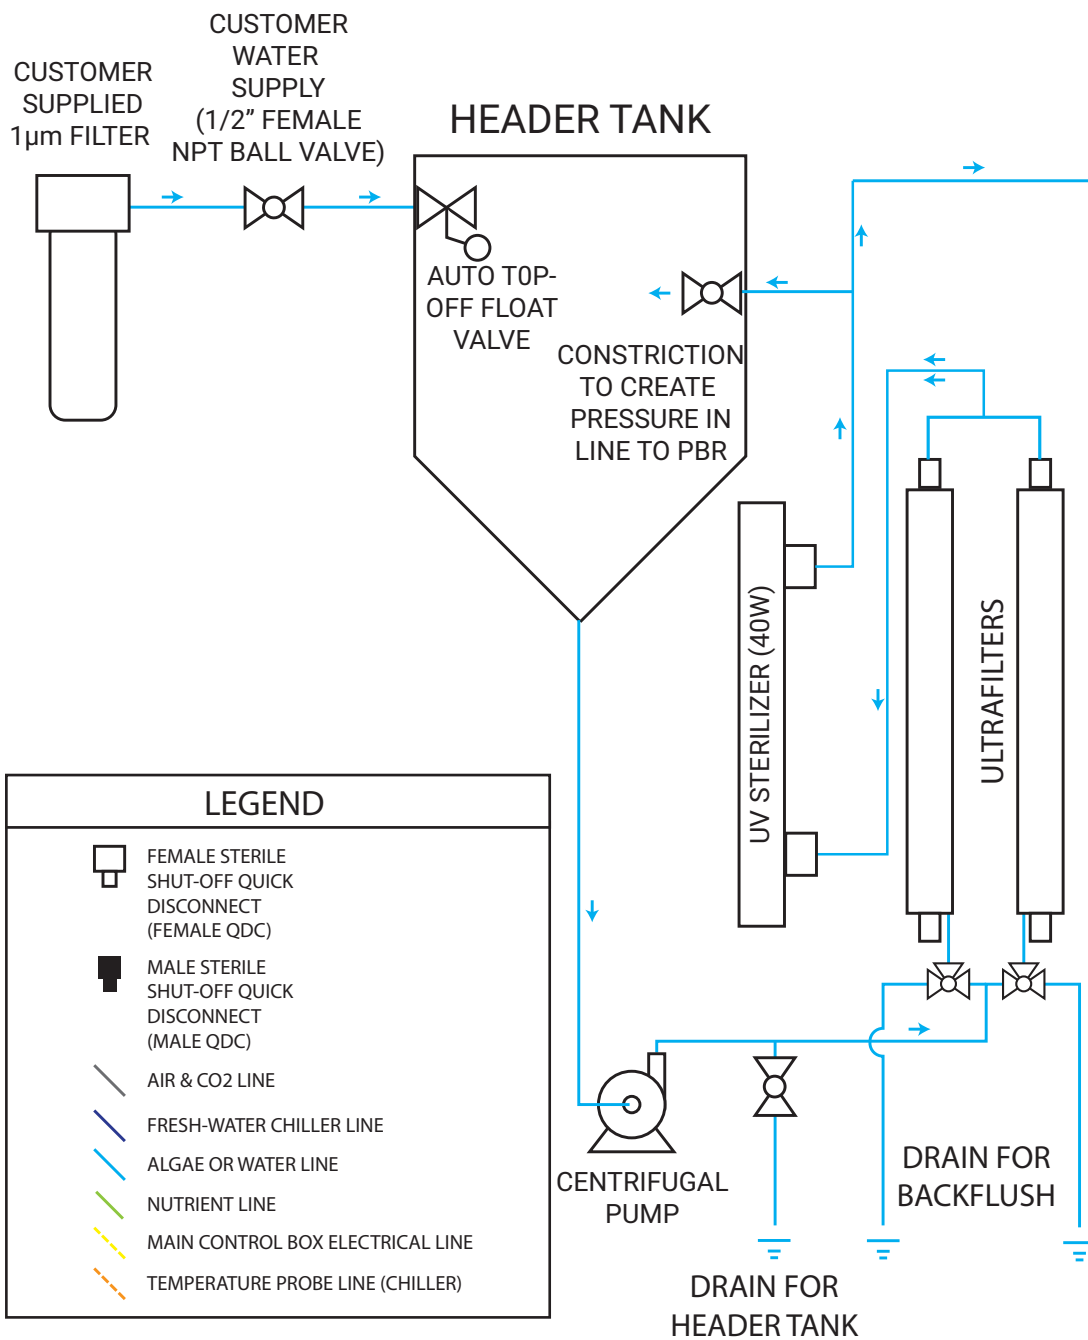 CUSTOMER
SUPPLIED
1µm FILTER
CUSTOMER
WATER
SUPPLY
(1/2” FEMALE
NPT BALL VALVE)
HEADER TANK
AUTO T0P-
OFF FLOAT
VALVE
CONSTRICTION
TO CREATE
PRESSURE IN
LINE TO PBR
UV STERILIZER (40W)
ULTRAFILTERS
LEGEND
FEMALE STERILE
SHUT-OFF QUICK
DISCONNECT
(FEMALE QDC)
MALE STERILE
SHUT-OFF QUICK
DISCONNECT
(MALE QDC)
AIR & CO2 LINE
FRESH-WATER CHILLER LINE
ALGAE OR WATER LINE
NUTRIENT LINE
MAIN CONTROL BOX ELECTRICAL LINE
TEMPERATURE PROBE LINE (CHILLER)
CENTRIFUGAL
PUMP
DRAIN FOR
BACKFLUSH
DRAIN FOR
HEADER TANK